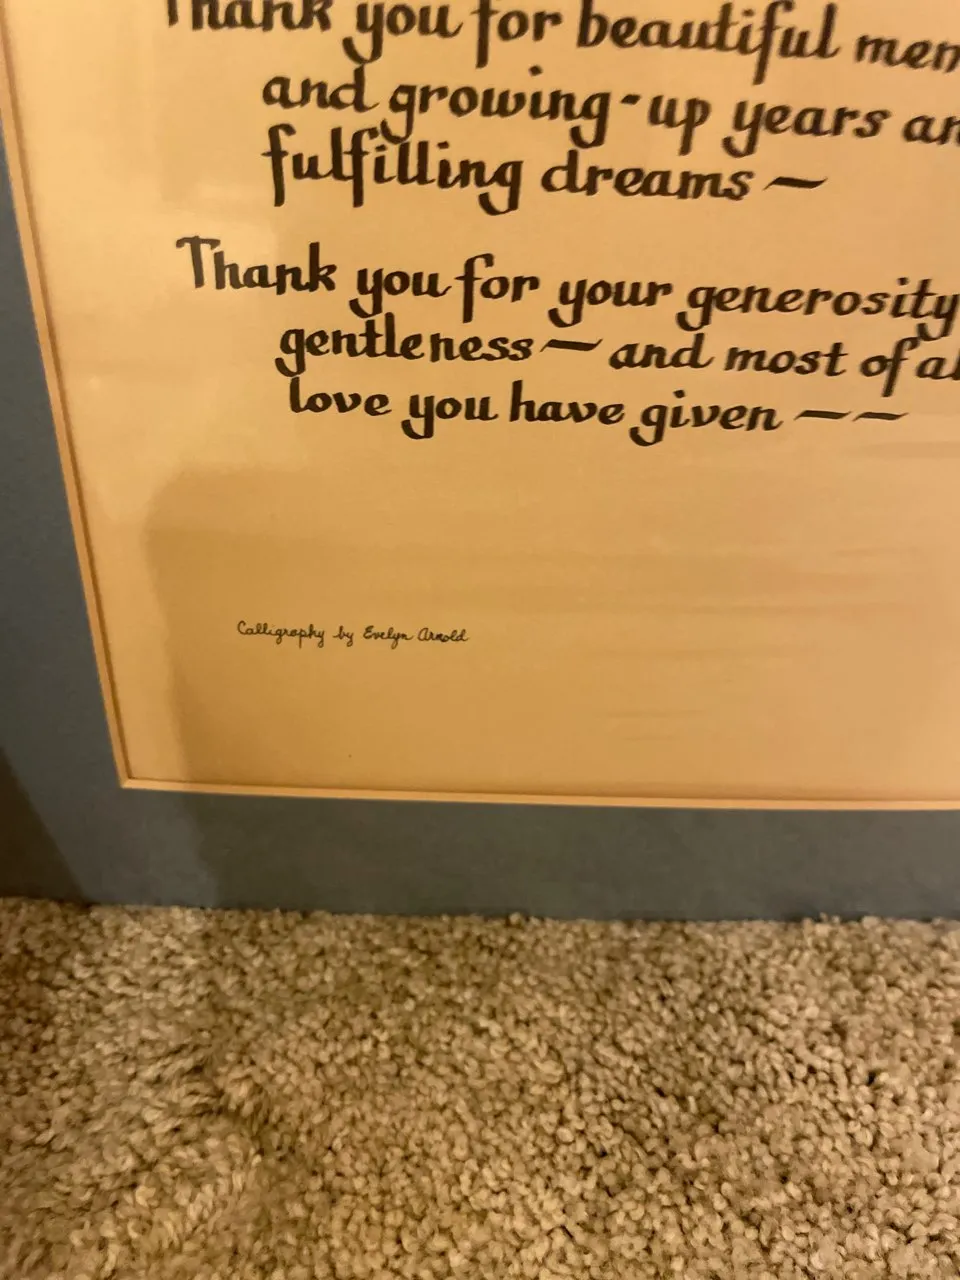 Thank you for beautiful
and growing-up years
fulfilling dreams —
Thank you for your generosity
gentleness — and most of
love you have given — —
Calligraphy by Evelyn Arnold